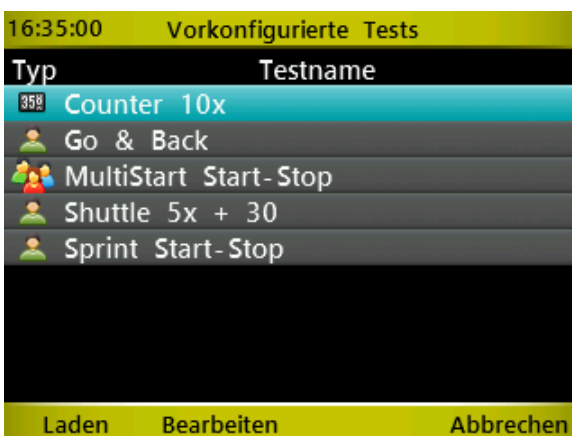 16:35:00 Vorkonfigurierte Tests
Typ Testname
Counter 10x
Go & Back
MultiStart Start-Stop
Shuttle 5x + 30
Sprint Start-Stop
Laden Bearbeiten Abbrechen